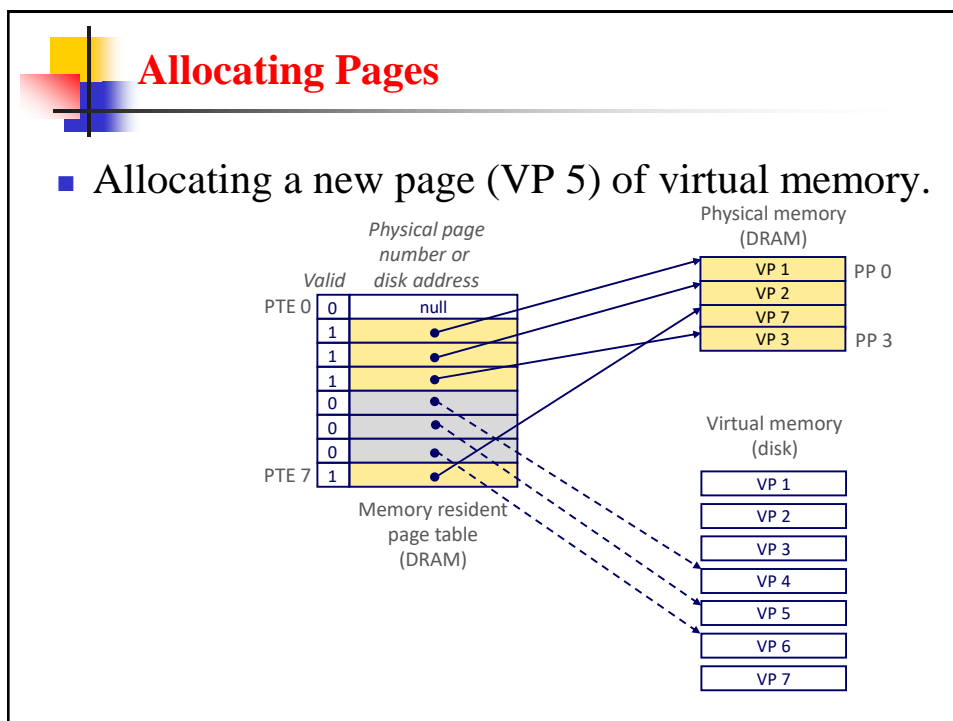 Allocating Pages
■ Allocating a new page (VP 5) of virtual memory.
Physical page
number or
disk address
Valid
PTE 0
0
null
1
1
1
0
0
0
PTE 7
1
Memory resident
page table
(DRAM)
Physical memory
(DRAM)
VP 1
PP 0
VP 2
VP 7
VP 3
PP 3
Virtual memory
(disk)
VP 1
VP 2
VP 3
VP 4
VP 5
VP 6
VP 7